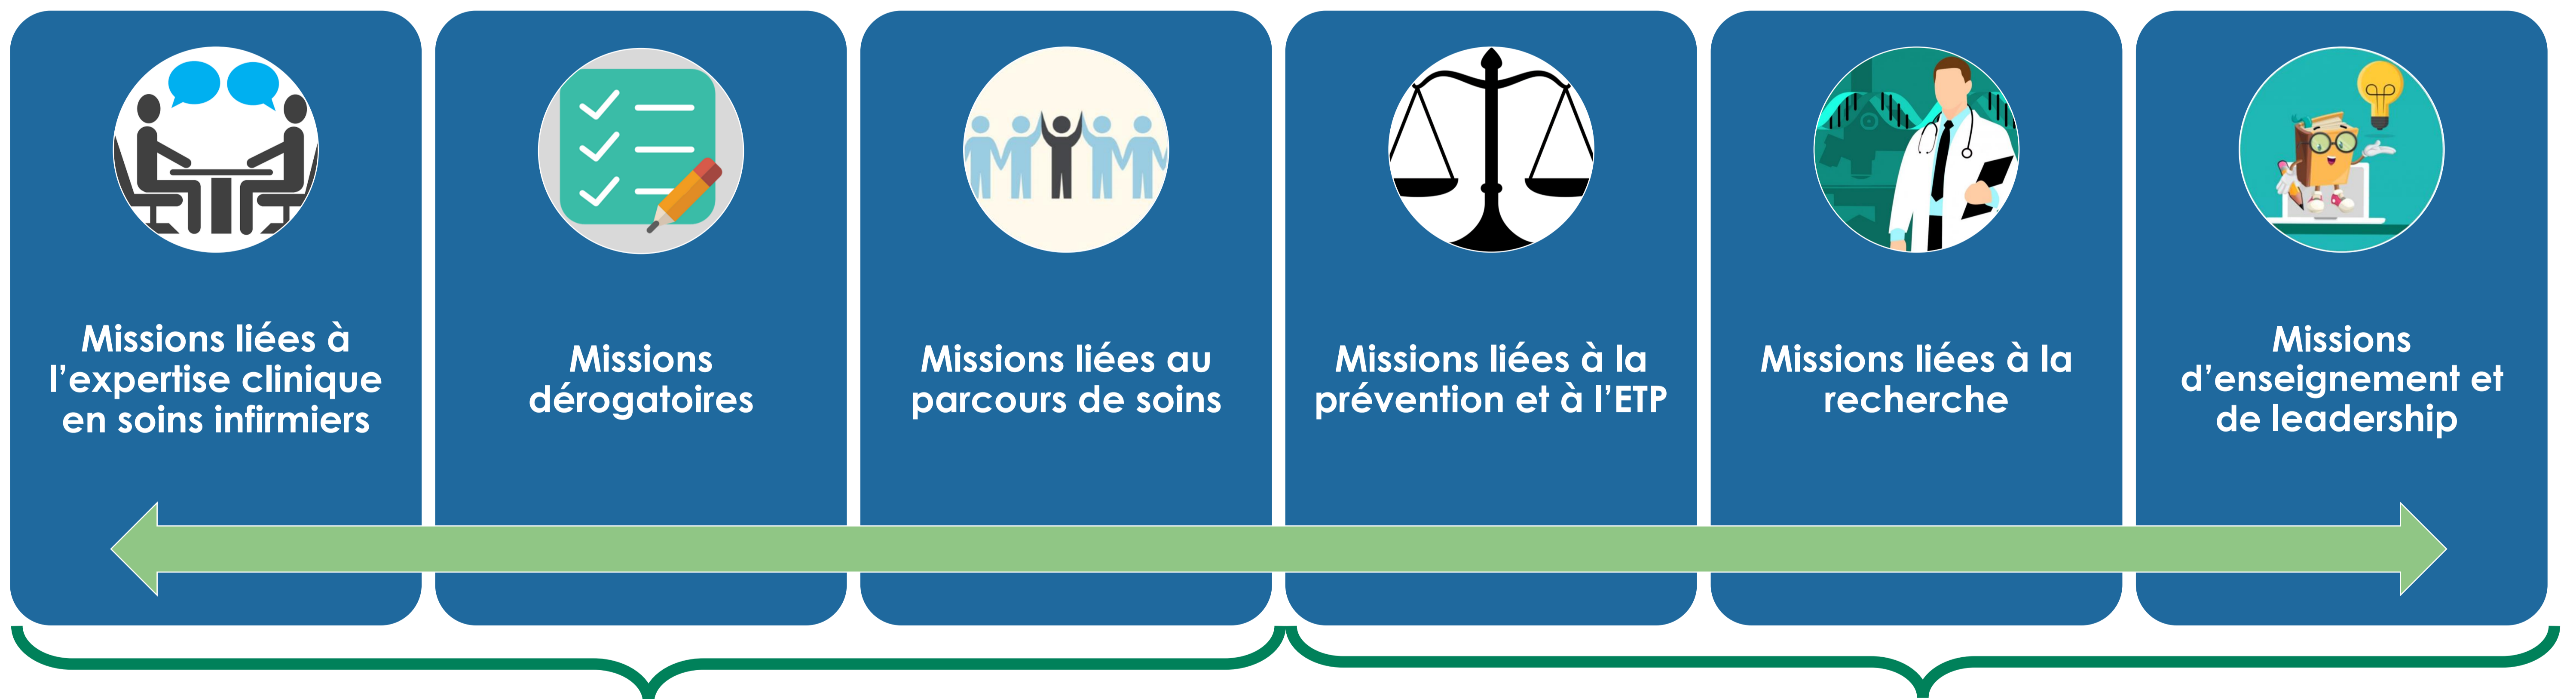 Missions liées à
l’expertise clinique
en soins infirmiers
Missions
dérogatoires
Missions liées au
parcours de soins
Missions liées à la
prévention et à l’ETP
Missions liées à la
recherche
Missions
d’enseignement et
de leadership